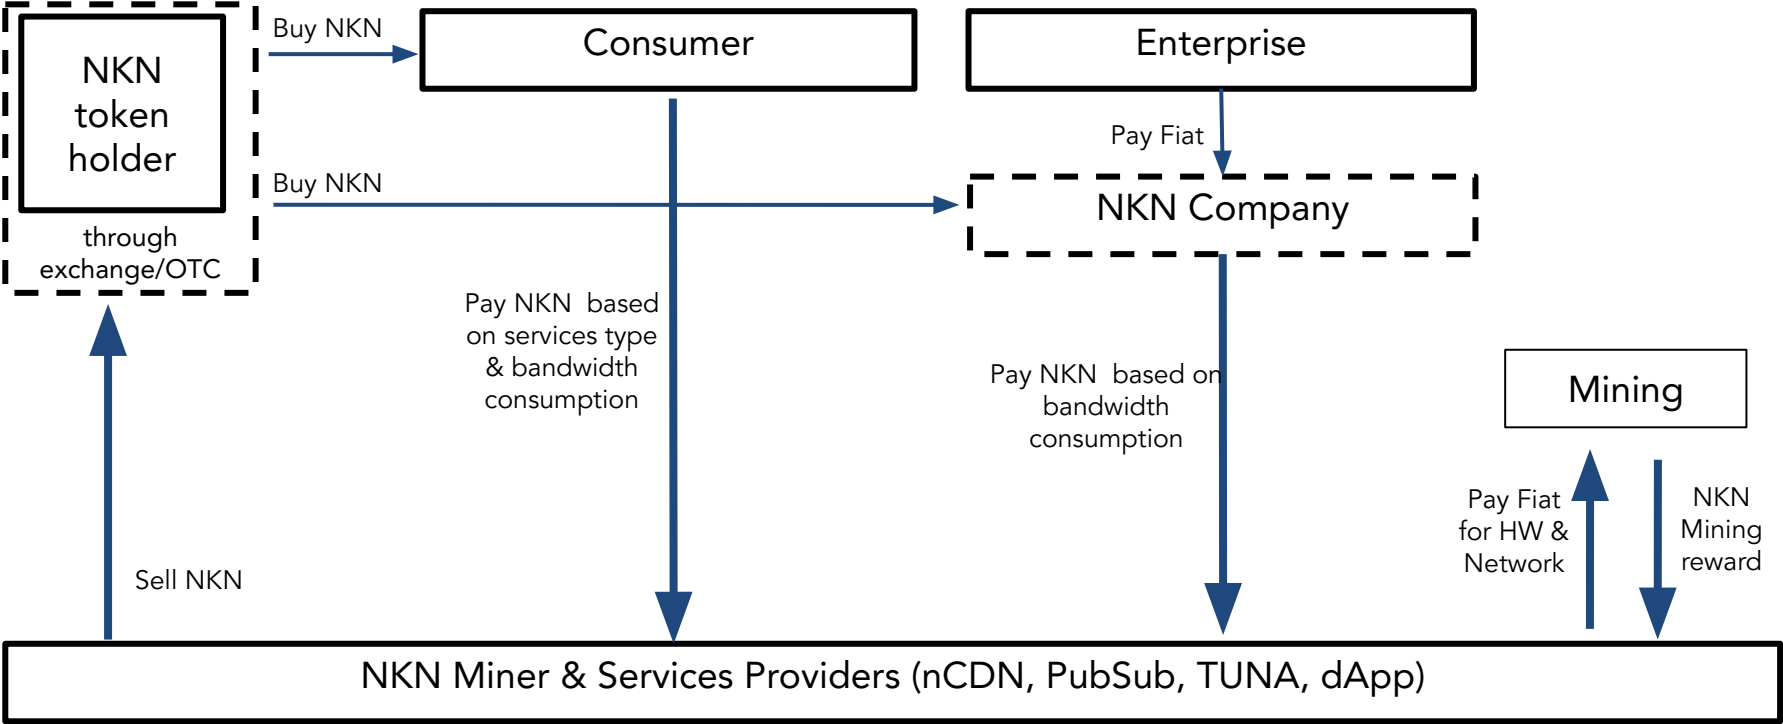 NKN
token
holder
through
exchange/OTC
Buy NKN
Consumer
Enterprise
Pay Fiat
Buy NKN
NKN Company
Pay NKN  based
on services type
& bandwidth
consumption
Pay NKN  based on
bandwidth
consumption
Mining
Pay Fiat
for HW &
Network
NKN
Mining
reward
Sell NKN
NKN Miner & Services Providers (nCDN, PubSub, TUNA, dApp)